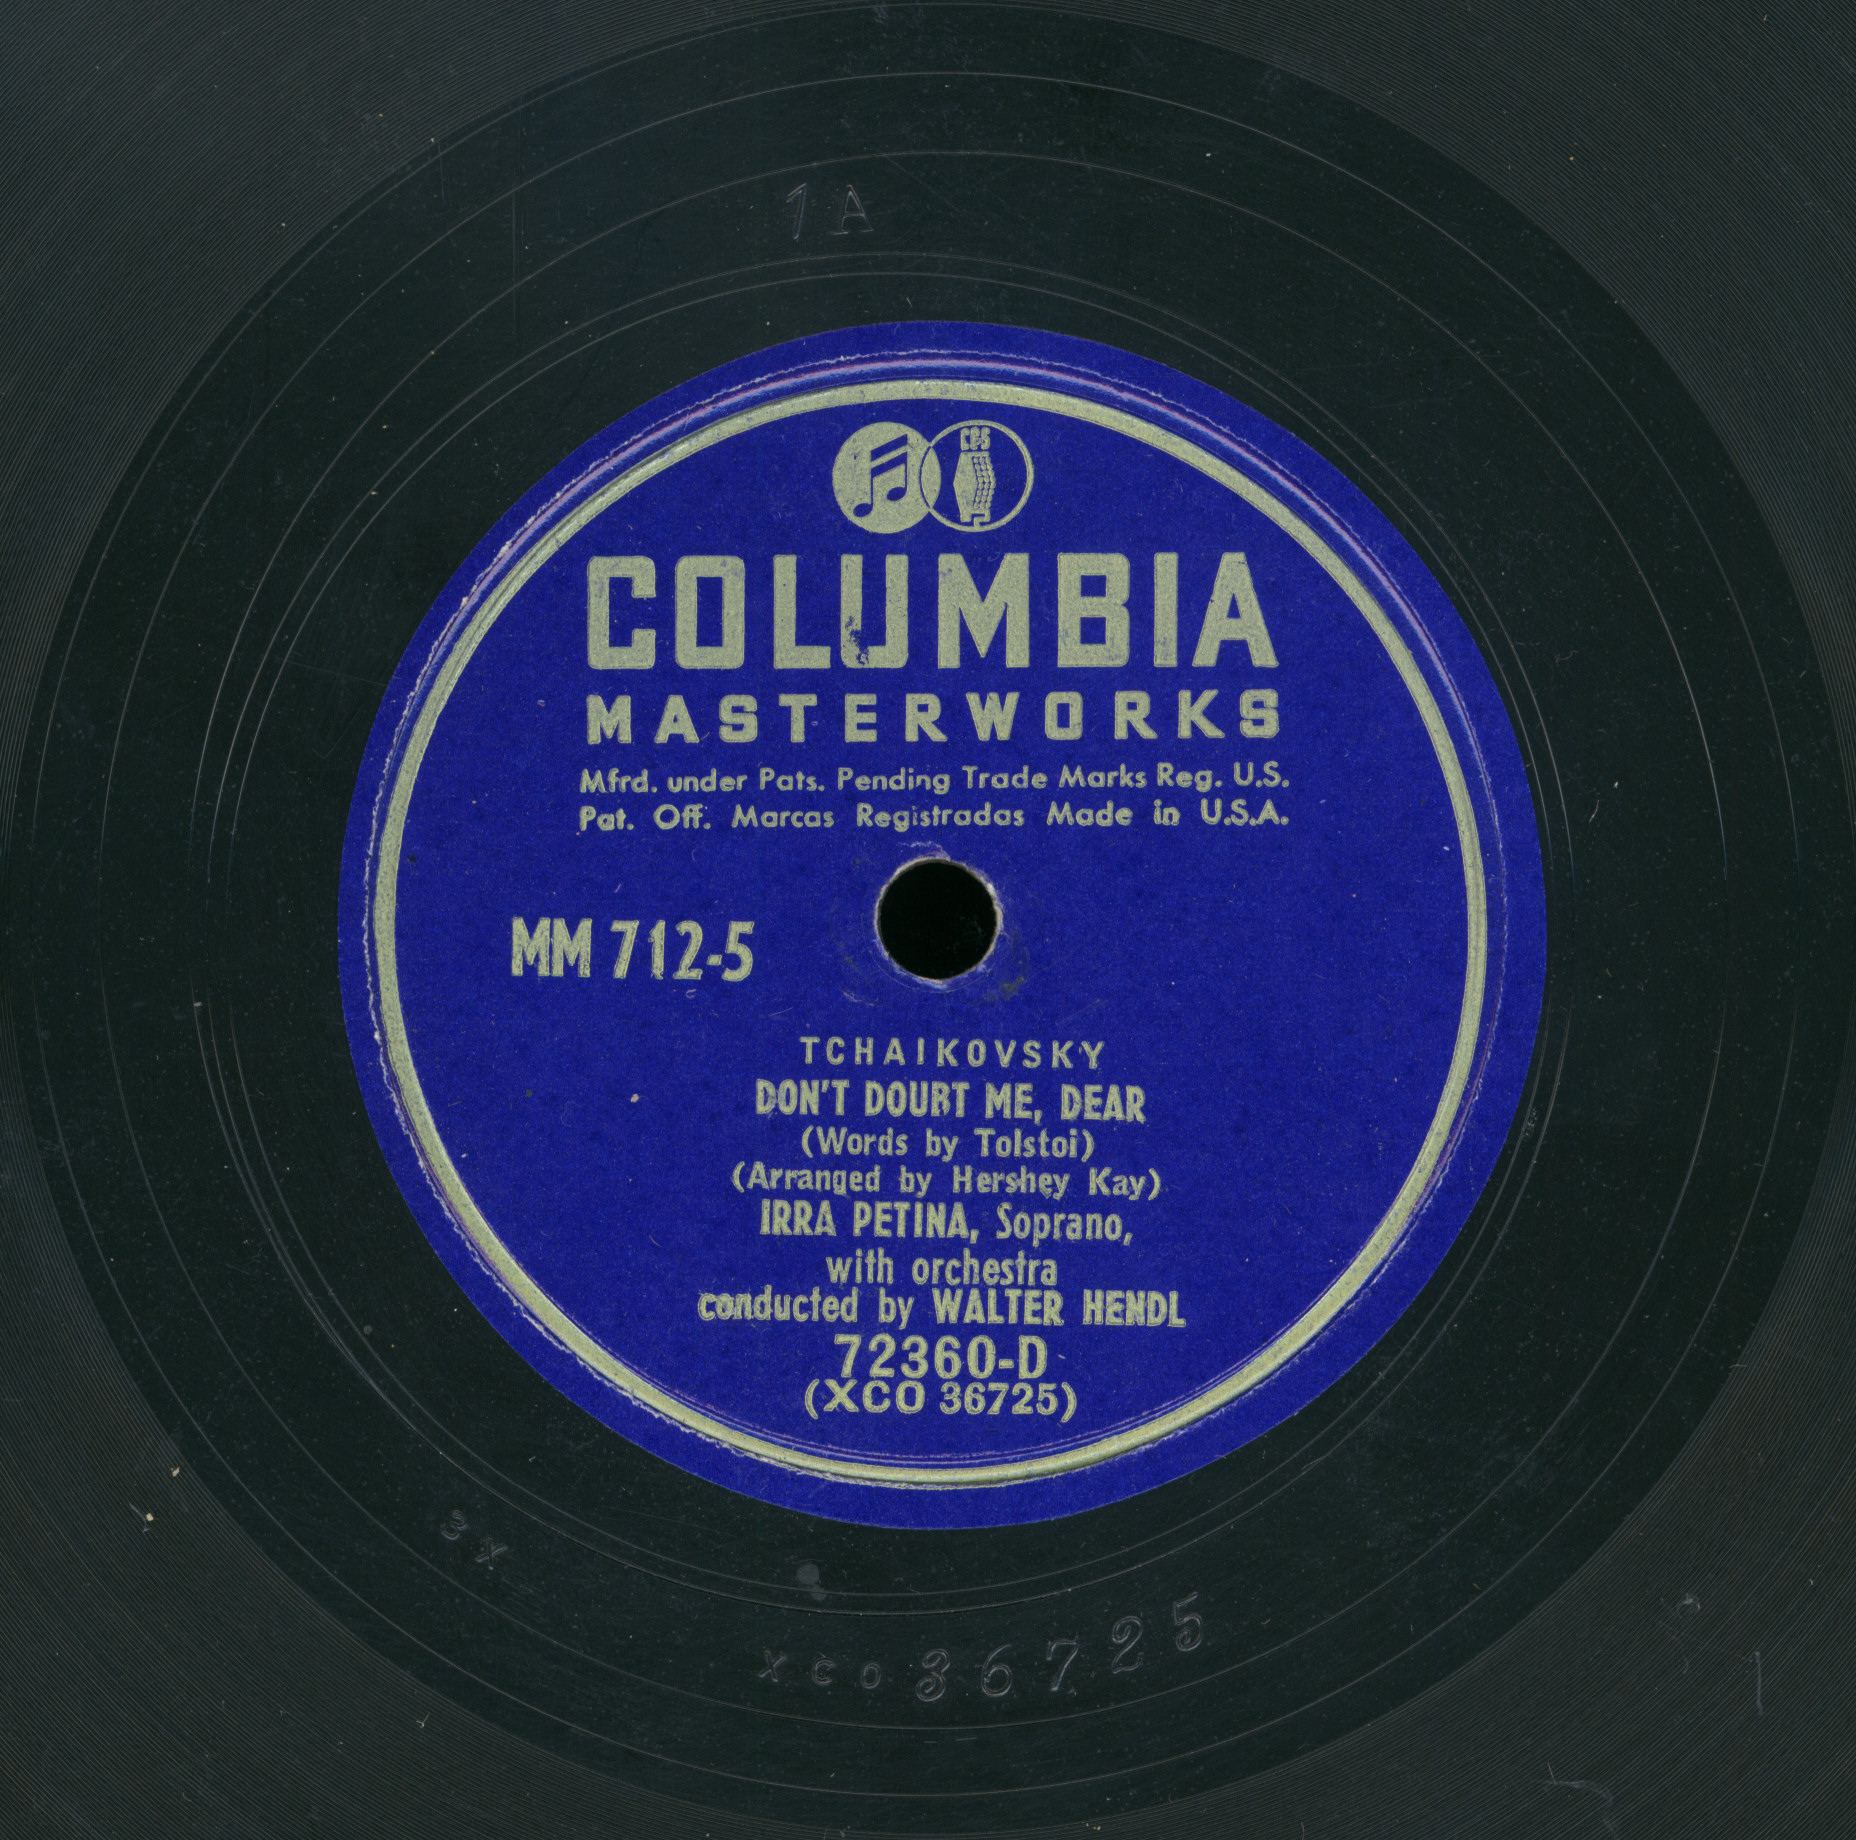 1A
CBS
COLUMBIA
MASTERWORKS
Mfrd. under Pats. Pending Trade Marks Reg. U.S.
Pat. Off. Marcas Registradas Made in U.S.A.
MM 712-5
TCHAIKOVSKY
DON'T DOUBT ME, DEAR
(Words by Tolstoi)
(Arranged by Hershey Kay)
IRRA PETINA, Soprano,
with orchestra
conducted by WALTER HENDL
72360-D
(XCO 36725)
3 X
XCO 36725